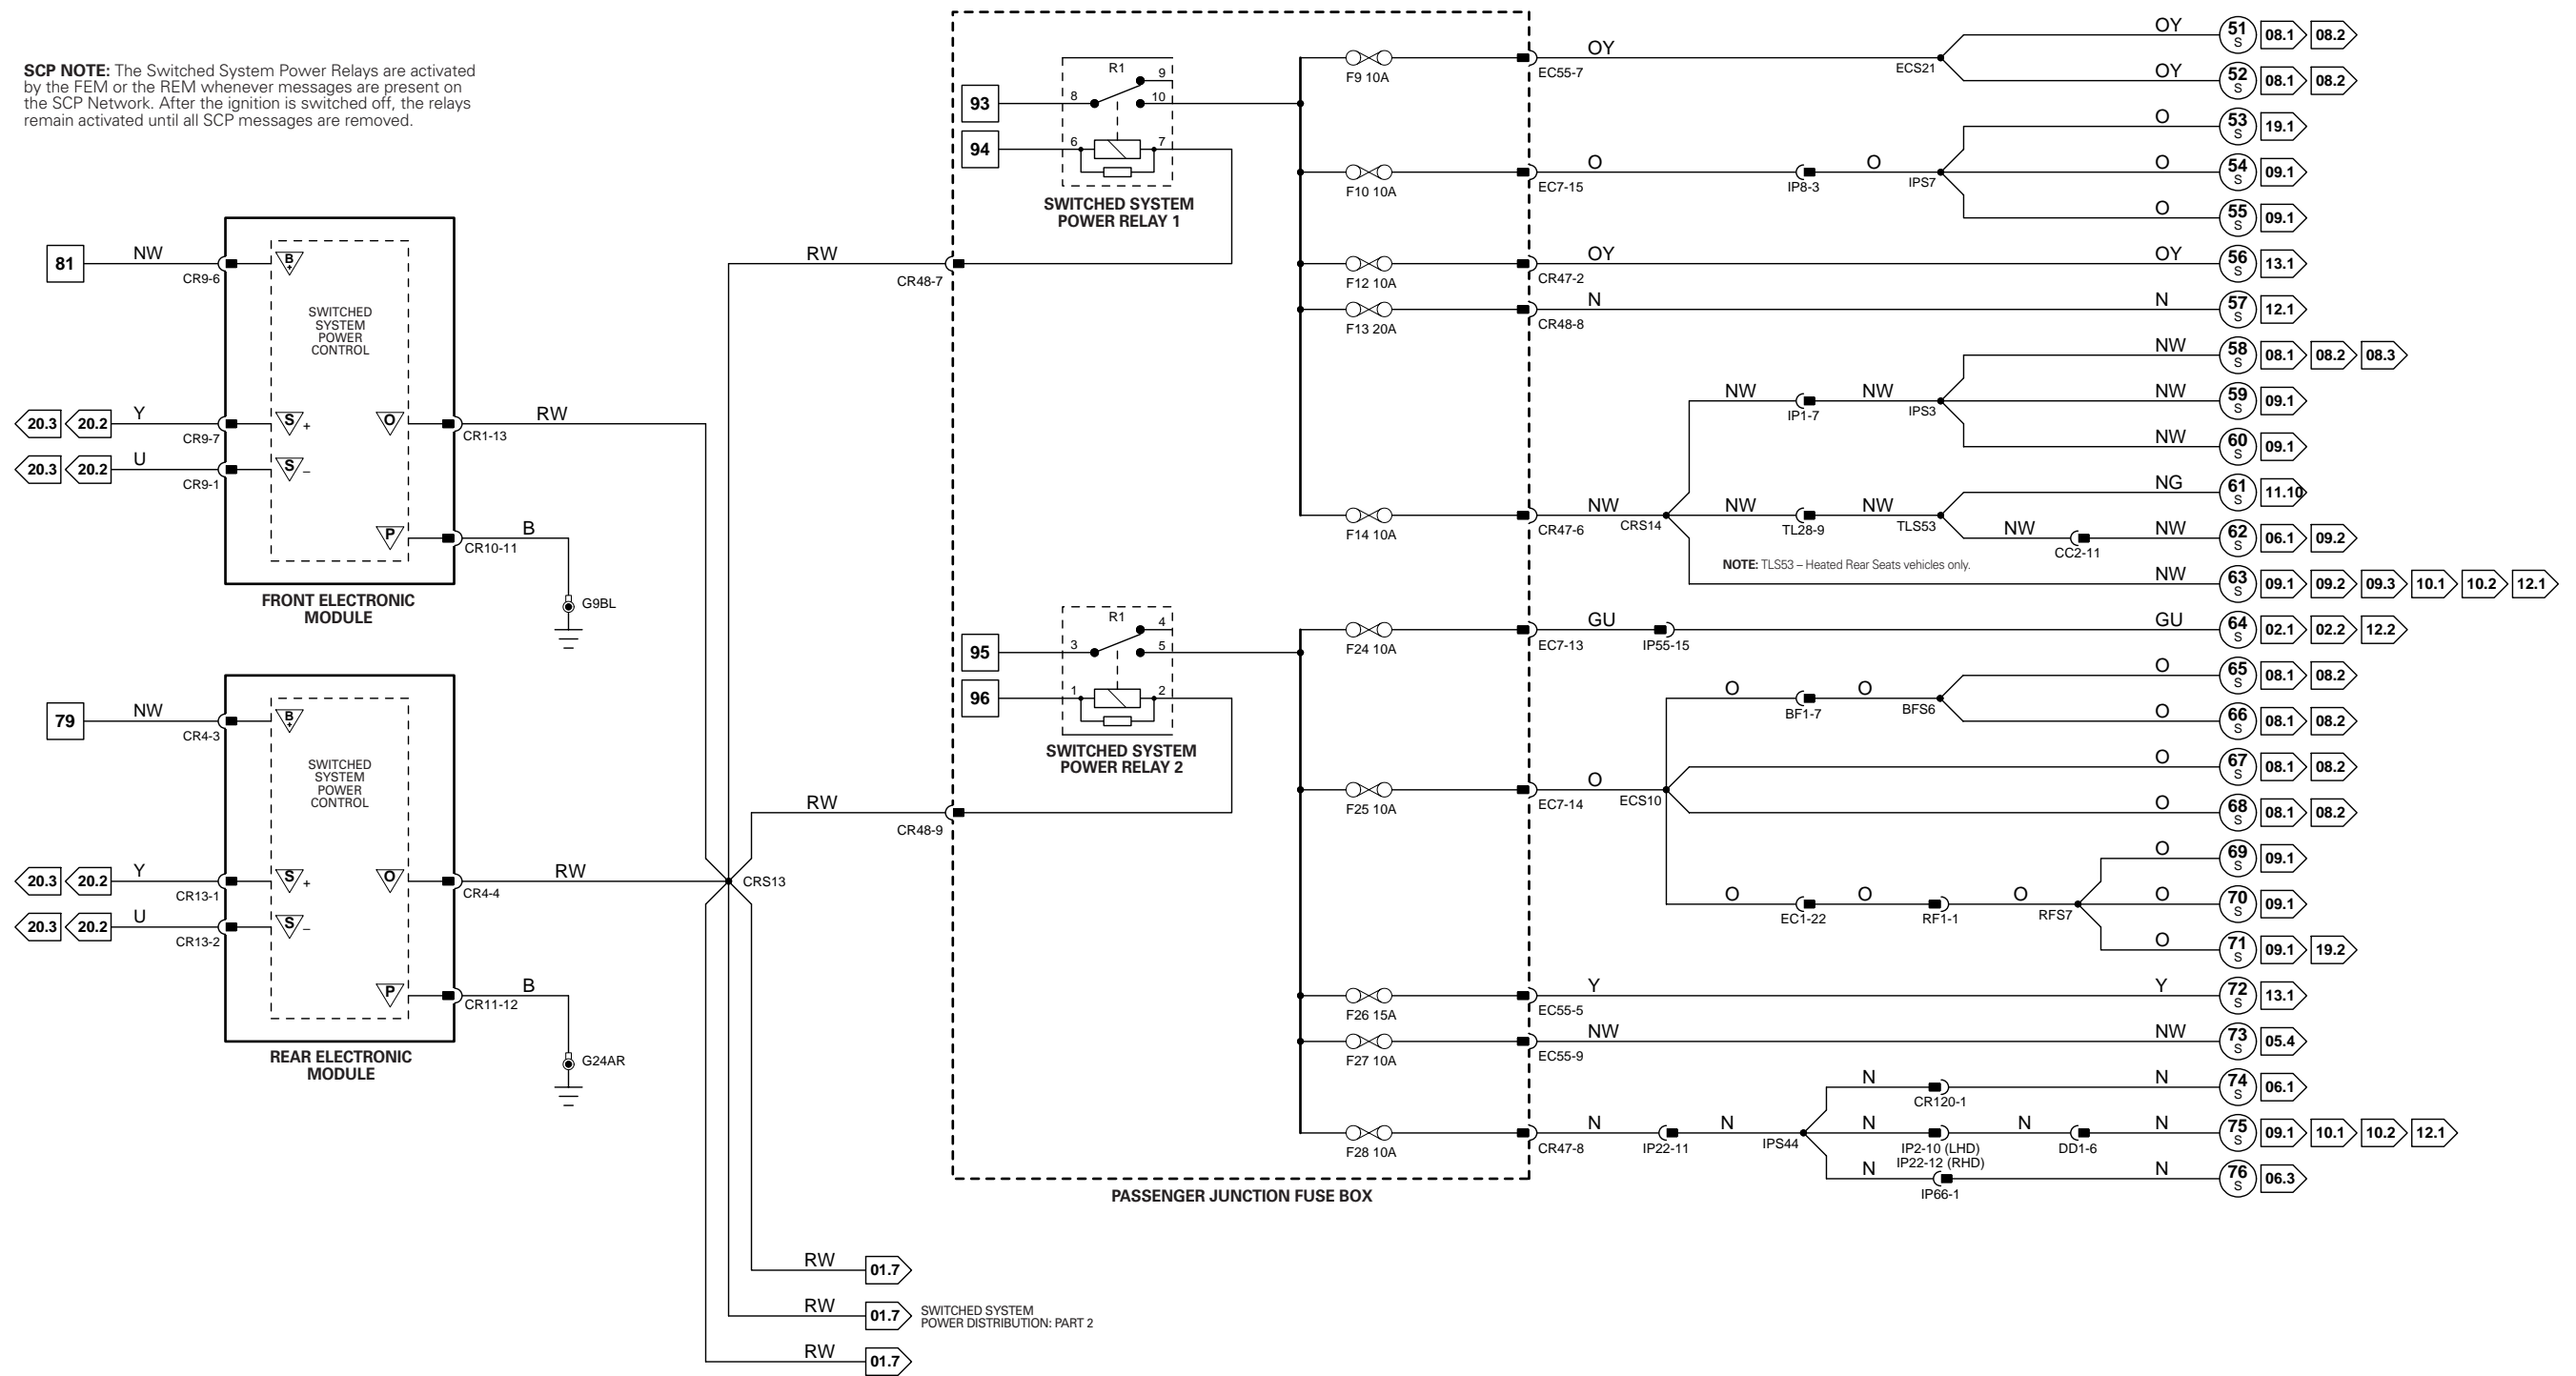 SCP NOTE: The Switched System Power Relays are activated
by the FEM or the REM whenever messages are present on
the SCP Network. After the ignition is switched off, the relays
remain activated until all SCP messages are removed.
81
NW
CR9-6
B
+
SWITCHED
SYSTEM
POWER
CONTROL
20.3
20.2
Y
CR9-7
S
+
O
CR1-13
RW
20.3
20.2
U
CR9-1
S
–
P
CR10-11
B
G9BL
FRONT ELECTRONIC
MODULE
79
NW
CR4-3
B
+
SWITCHED
SYSTEM
POWER
CONTROL
20.3
20.2
Y
CR13-1
S
+
O
CR4-4
RW
CRS13
20.3
20.2
U
CR13-2
S
–
P
CR11-12
B
G24AR
REAR ELECTRONIC
MODULE
RW
CR48-7
RW
CR48-9
RW
01.7
RW
01.7
SWITCHED SYSTEM
POWER DISTRIBUTION: PART 2
RW
01.7
93
94
R1
8
9
10
6
7
SWITCHED SYSTEM
POWER RELAY 1
95
96
R1
3
4
5
1
2
SWITCHED SYSTEM
POWER RELAY 2
PASSENGER JUNCTION FUSE BOX
F9 10A
EC55-7
OY
ECS21
OY
51
S
08.1
08.2
OY
52
S
08.1
08.2
F10 10A
EC7-15
O
IP8-3
O
IPS7
O
53
S
19.1
O
54
S
09.1
O
55
S
09.1
F12 10A
CR47-2
OY
OY
56
S
13.1
F13 20A
CR48-8
N
N
57
S
12.1
F14 10A
CR47-6
NW
CRS14
NW
IP1-7
NW
IPS3
NW
58
S
08.1
08.2
08.3
NW
59
S
09.1
NW
60
S
09.1
NW
TL28-9
NW
TLS53
NG
61
S
11.10
NW
CC2-11
NW
62
S
06.1
09.2
NOTE: TLS53 – Heated Rear Seats vehicles only.
NW
63
S
09.1
09.2
09.3
10.1
10.2
12.1
F24 10A
EC7-13
GU
IP55-15
GU
64
S
02.1
02.2
12.2
F25 10A
EC7-14
O
ECS10
O
BF1-7
O
BFS6
O
65
S
08.1
08.2
O
66
S
08.1
08.2
O
67
S
08.1
08.2
O
68
S
08.1
08.2
O
EC1-22
O
RF1-1
O
RFS7
O
69
S
09.1
O
70
S
09.1
O
71
S
09.1
19.2
F26 15A
EC55-5
Y
Y
72
S
13.1
F27 10A
EC55-9
NW
NW
73
S
05.4
F28 10A
CR47-8
N
IP22-11
N
IPS44
N
CR120-1
N
74
S
06.1
N
IP2-10 (LHD)
IP22-12 (RHD)
N
DD1-6
N
75
S
09.1
10.1
10.2
12.1
N
IP66-1
N
76
S
06.3